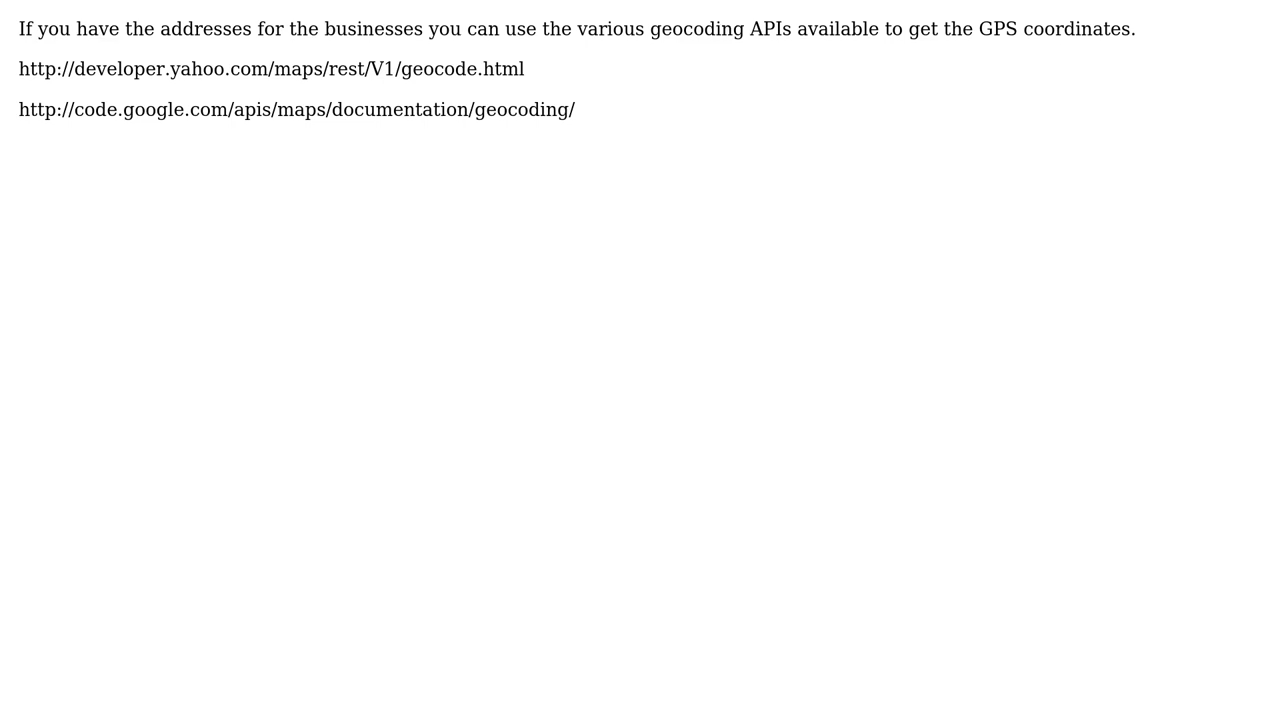 If you have the addresses for the businesses you can use the various geocoding APIs available to get the GPS coordinates.
http://developer.yahoo.com/maps/rest/V1/geocode.html
http://code.google.com/apis/maps/documentation/geocoding/